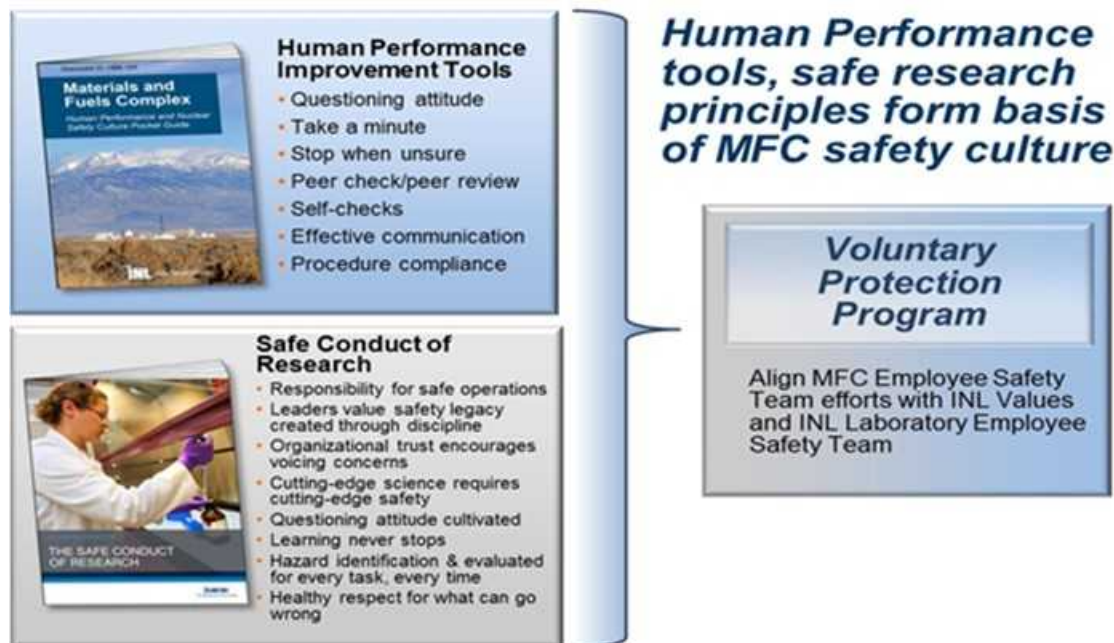 Materials and
Fuels Complex
Human Performance and Nuclear
Safety Culture Pocket Guide
INL
Human Performance
Improvement Tools
• Questioning attitude
• Take a minute
• Stop when unsure
• Peer check/peer review
• Self-checks
• Effective communication
• Procedure compliance
THE SAFE CONDUCT
OF RESEARCH
Safe Conduct of
Research
• Responsibility for safe operations
• Leaders value safety legacy
created through discipline
• Organizational trust encourages
voicing concerns
• Cutting-edge science requires
cutting-edge safety
• Questioning attitude cultivated
• Learning never stops
• Hazard identification & evaluated
for every task, every time
• Healthy respect for what can go
wrong
Human Performance
tools, safe research
principles form basis
of MFC safety culture
Voluntary
Protection
Program
Align MFC Employee Safety
Team efforts with INL Values
and INL Laboratory Employee
Safety Team